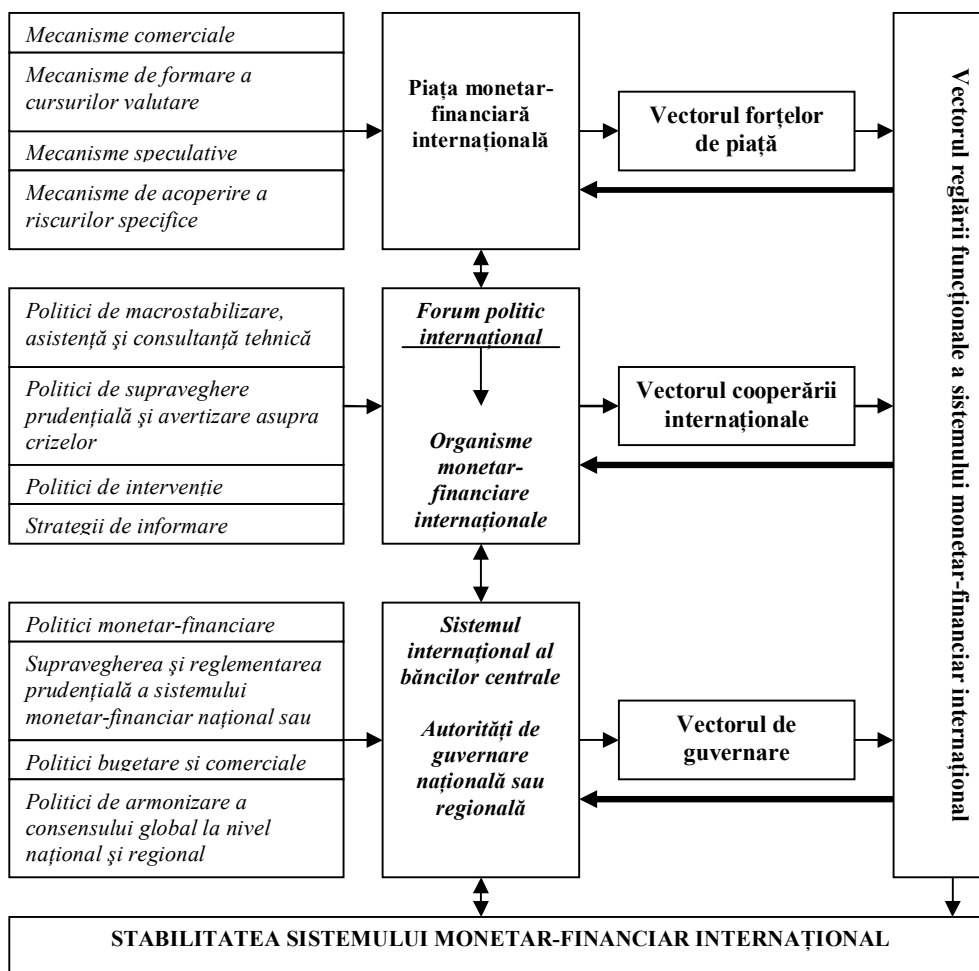 Mecanisme comerciale
Mecanisme de formare a
cursurilor valutare
Mecanisme speculative
Mecanisme de acoperire a
riscurilor specifice
Piața monetar-
financiară
internațională
Vectorul forțelor
de piață
Politici de macrostabilizare,
asistență şi consultanță tehnică
Politici de supraveghere
prudențială şi avertizare asupra
crizelor
Politici de intervenție
Strategii de informare
Forum politic
internațional
Organisme
monetar-
financiare
internaționale
Vectorul cooperării
internaționale
Politici monetar-financiare
Supravegherea şi reglementarea
prudențială a sistemului
monetar-financiar național sau
Politici bugetare si comerciale
Politici de armonizare a
consensului global la nivel
național şi regional
Sistemul
internațional al
băncilor centrale
Autorități de
guvernare
națională sau
regională
Vectorul de
guvernare
Vectorul reglării funcționale a sistemului monetar-financiar internațional
STABILITATEA SISTEMULUI MONETAR-FINANCIAR INTERNAȚIONAL